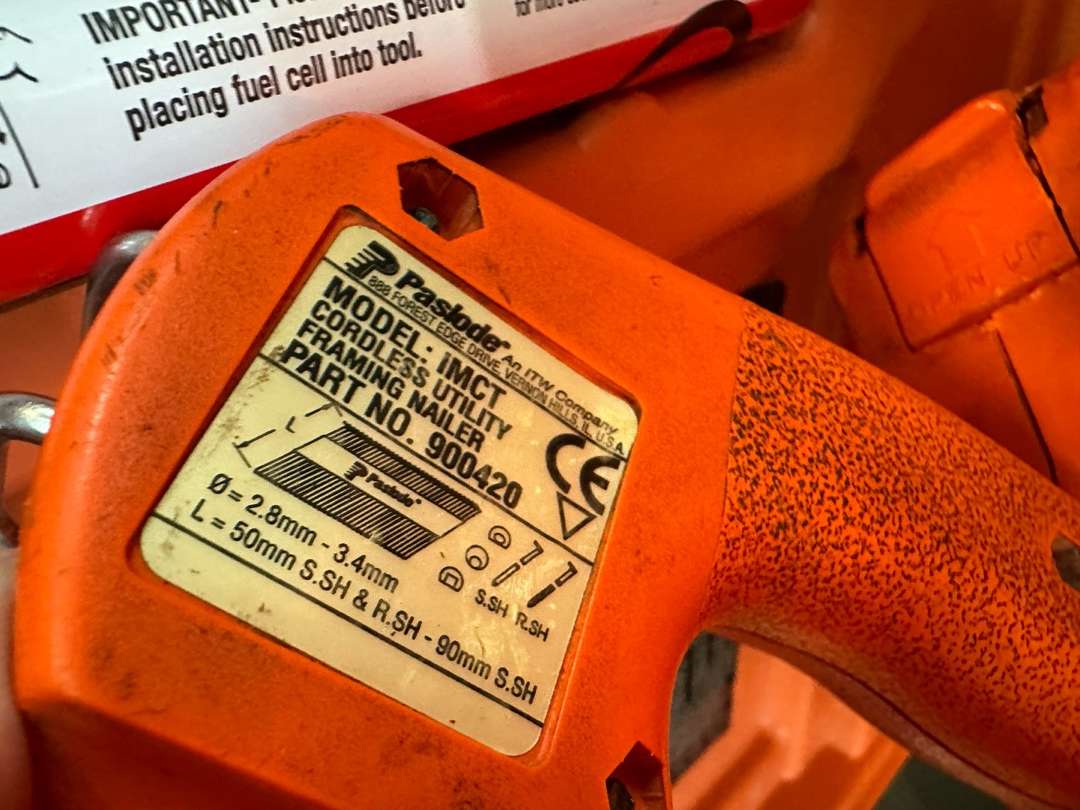 IMPORTANT-
installation instructions before
placing fuel cell into tool.
Paslode An ITW Company
888 FOREST EDGE DRIVE, VERNON HILLS, IL, U.S.A.
MODEL: IMCT
CORDLESS UTILITY
FRAMING NAILER
PART NO. 900420
CE
L
Paslode
S.SH R.SH
Ø = 2.8mm - 3.4mm
L = 50mm S.SH & R.SH - 90mm S.SH